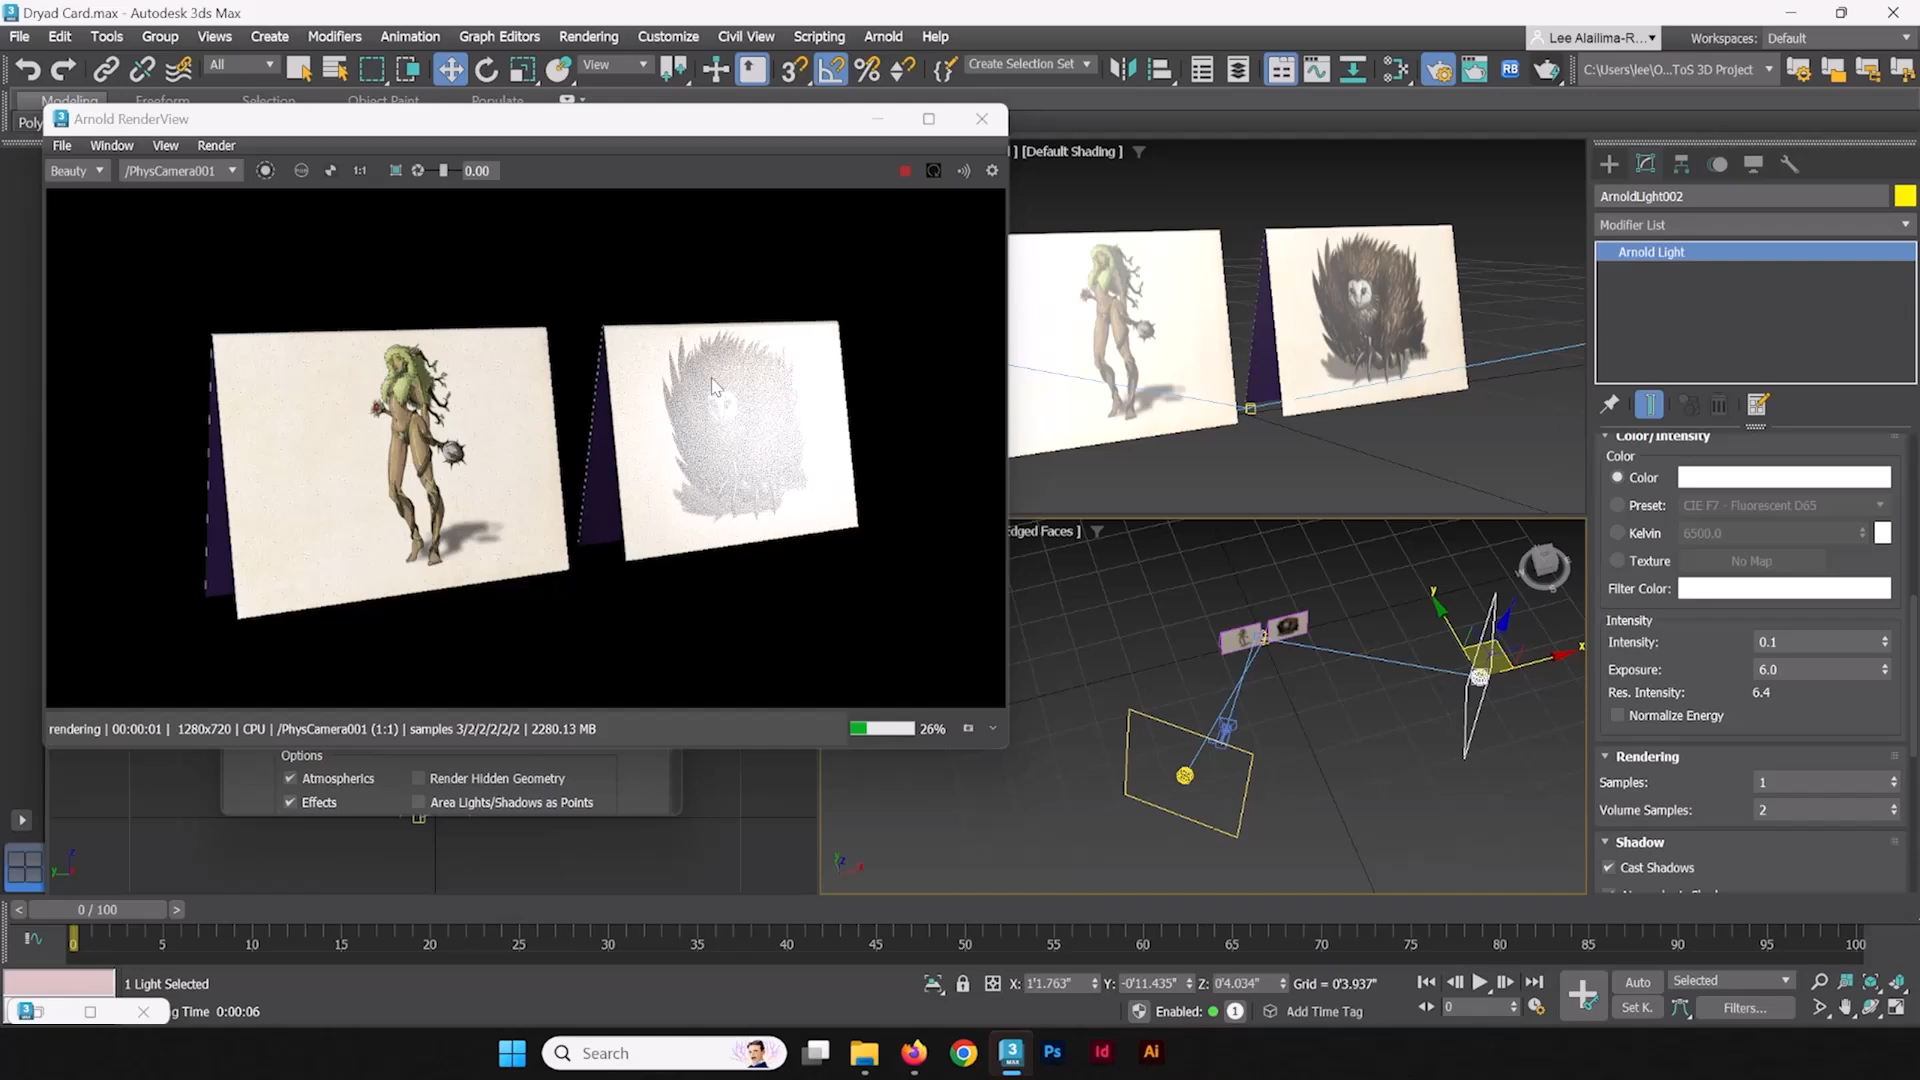 Dryad Card.max - Autodesk 3ds Max
File Edit Tools Group Views Create Modifiers Animation Graph Editors Rendering Customize Civil View Scripting Arnold Help
Lee Alailima-R...
Workspaces: Default
All
View
Create Selection Set
RB
C:\Users\lee\O...ToS 3D Project
Modeling Freeform Selection Object Paint Populate
Poly
Arnold RenderView
File Window View Render
Beauty
/PhysCamera001
1:1
0.00
] [Default Shading ]
dged Faces ]
rendering | 00:00:01 | 1280x720 | CPU | /PhysCamera001 (1:1) | samples 3/2/2/2/2/2 | 2280.13 MB
26%
Options
Atmospherics
Render Hidden Geometry
Effects
Area Lights/Shadows as Points
ArnoldLight002
Modifier List
Arnold Light
Color/Intensity
Color
Color
Preset: CIE F7 - Fluorescent D65
Kelvin 6500.0
Texture No Map
Filter Color:
Intensity
Intensity: 0.1
Exposure: 6.0
Res. Intensity: 6.4
Normalize Energy
Rendering
Samples: 1
Volume Samples: 2
Shadow
Cast Shadows
< 0 / 100 >
0 5 10 15 20 25 30 35 40 45 50 55 60 65 70 75 80 85 90 95 100
1 Light Selected
X: 1'1.763" Y: -0'11.435" Z: 0'4.034" Grid = 0'3.937"
g Time 0:00:06
Enabled: 1
Add Time Tag
0
Auto
Selected
Set K.
Filters...
Search
3 MAX
Ps
Id
Ai